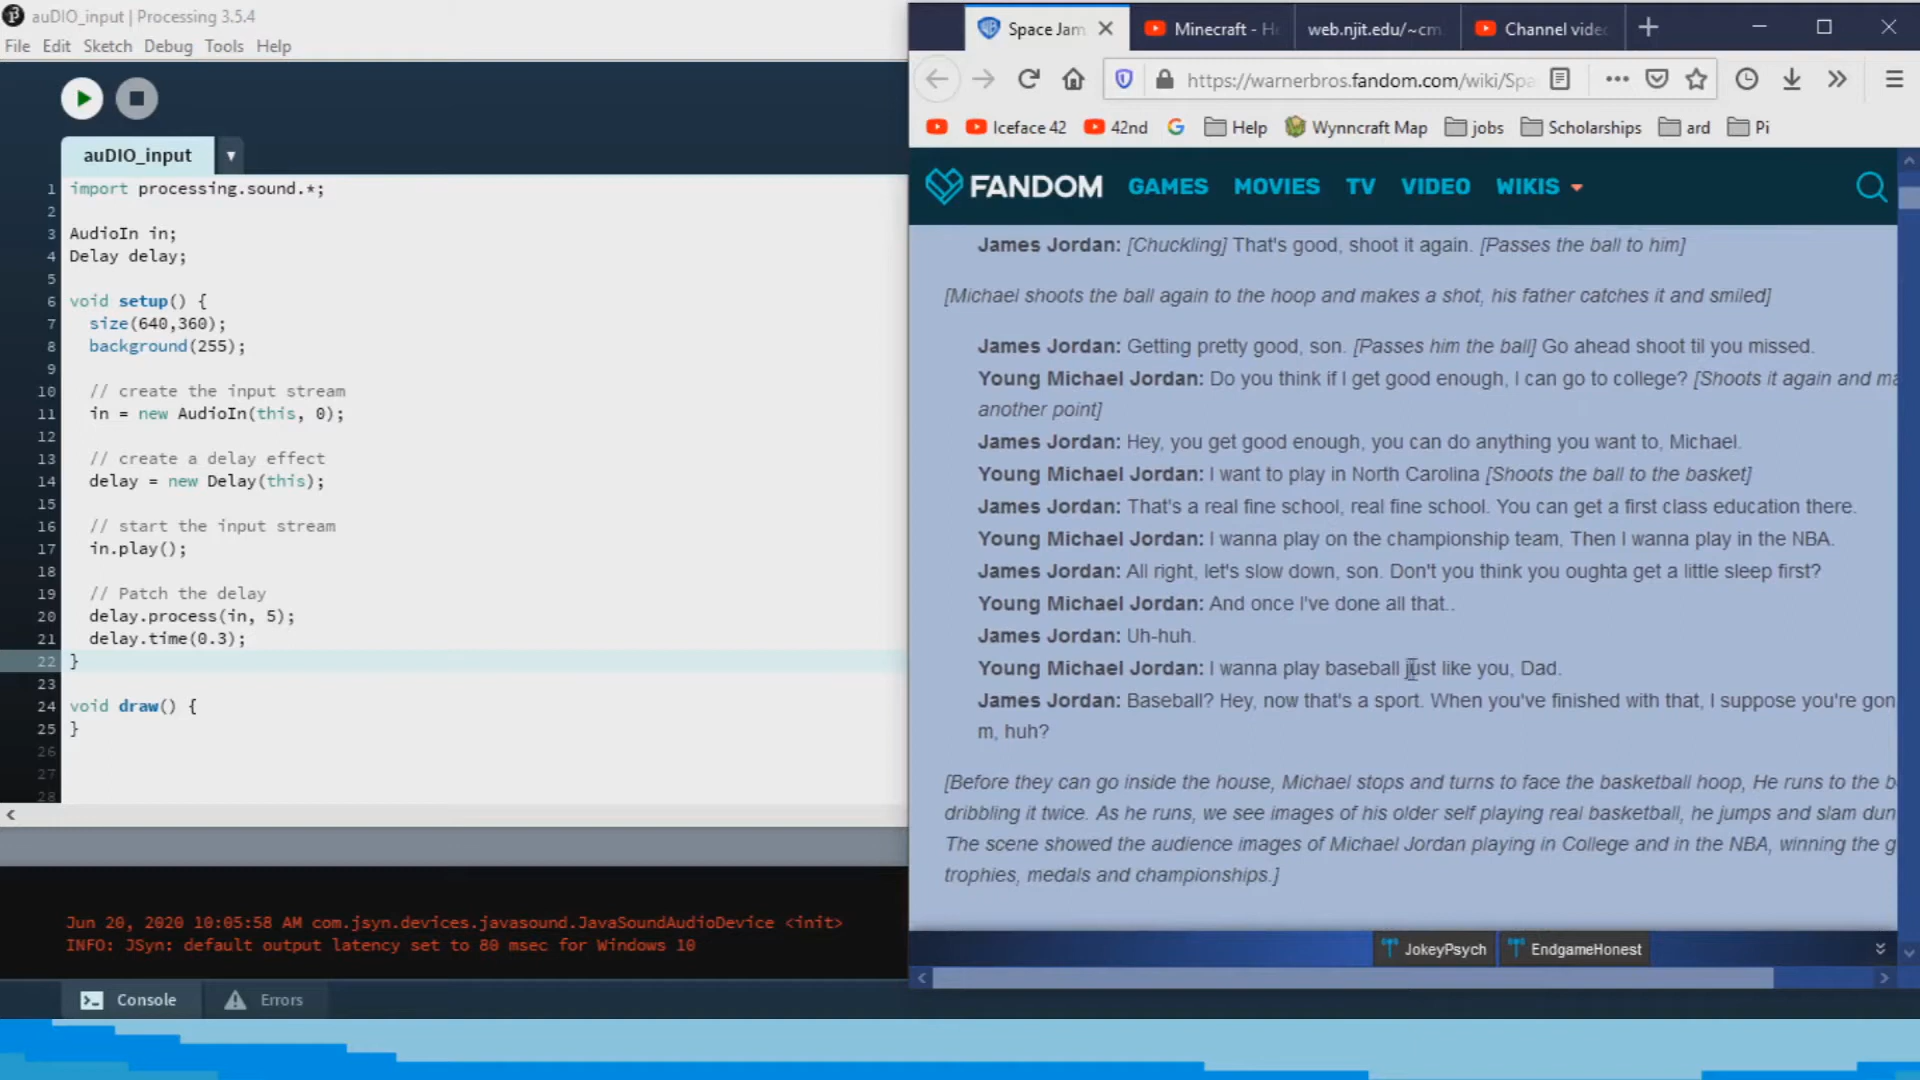 auDIO_input | Processing 3.5.4
File Edit Sketch Debug Tools Help
auDIO_input
1 import processing.sound.*;
2
3 AudioIn in;
4 Delay delay;
5
6 void setup() {
7 size(640,360);
8 background(255);
9
10 // create the input stream
11 in = new AudioIn(this, 0);
12
13 // create a delay effect
14 delay = new Delay(this);
15
16 // start the input stream
17 in.play();
18
19 // Patch the delay
20 delay.process(in, 5);
21 delay.time(0.3);
22 }
23
24 void draw() {
25 }
26
27
28
Jun 20, 2020 10:05:58 AM com.jsyn.devices.javasound.JavaSoundAudioDevice <init>
INFO: JSyn: default output latency set to 80 msec for Windows 10
Console Errors
Space Jam Minecraft - H web.njit.edu/~cm Channel vide
https://warnerbros.fandom.com/wiki/Spa
Iceface 42 42nd Help Wynncraft Map jobs Scholarships ard Pi
FANDOM GAMES MOVIES TV VIDEO WIKIS
James Jordan: [Chuckling] That's good, shoot it again. [Passes the ball to him]
[Michael shoots the ball again to the hoop and makes a shot, his father catches it and smiled]
James Jordan: Getting pretty good, son. [Passes him the ball] Go ahead shoot til you missed.
Young Michael Jordan: Do you think if I get good enough, I can go to college? [Shoots it again and ma
another point]
James Jordan: Hey, you get good enough, you can do anything you want to, Michael.
Young Michael Jordan: I want to play in North Carolina [Shoots the ball to the basket]
James Jordan: That's a real fine school, real fine school. You can get a first class education there.
Young Michael Jordan: I wanna play on the championship team, Then I wanna play in the NBA.
James Jordan: All right, let's slow down, son. Don't you think you oughta get a little sleep first?
Young Michael Jordan: And once I've done all that..
James Jordan: Uh-huh.
Young Michael Jordan: I wanna play baseball just like you, Dad.
James Jordan: Baseball? Hey, now that's a sport. When you've finished with that, I suppose you're gon
m, huh?
[Before they can go inside the house, Michael stops and turns to face the basketball hoop, He runs to the b
dribbling it twice. As he runs, we see images of his older self playing real basketball, he jumps and slam dun
The scene showed the audience images of Michael Jordan playing in College and in the NBA, winning the g
trophies, medals and championships.]
JokeyPsych EndgameHonest